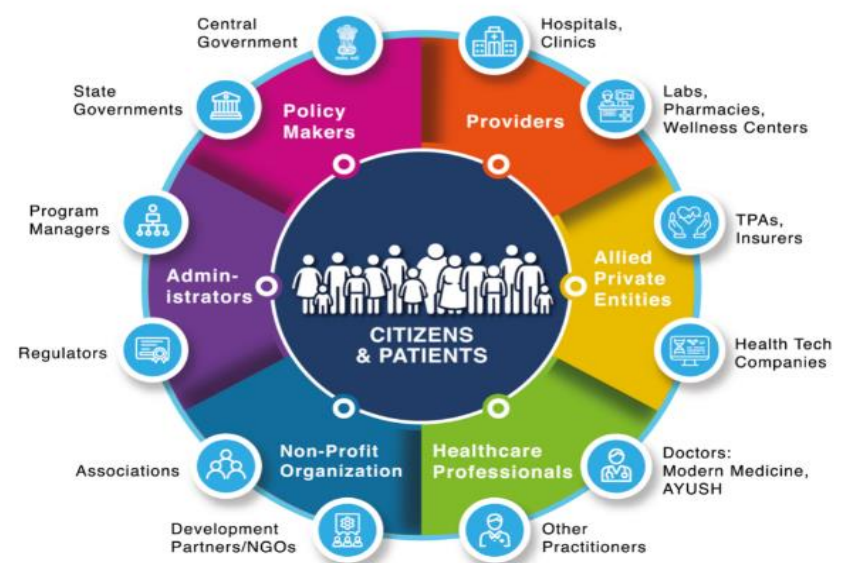 Central
Government
Hospitals,
Clinics
State
Governments
Policy
Makers
Providers
Labs,
Pharmacies,
Wellness Centers
Program
Managers
Admin-
istrators
Allied
Private
Entities
TPAs,
Insurers
CITIZENS
& PATIENTS
Regulators
Health Tech
Companies
Non-Profit
Organization
Healthcare
Professionals
Associations
Doctors:
Modern Medicine,
AYUSH
Development
Partners/NGOs
Other
Practitioners